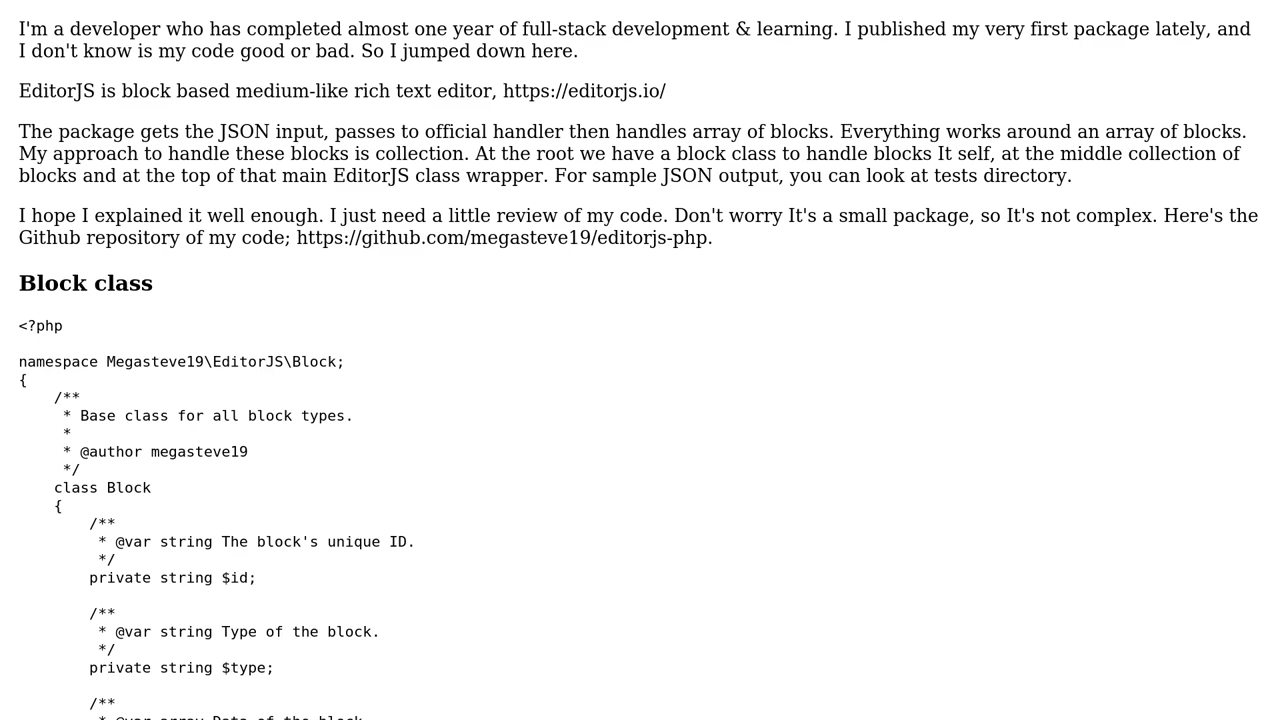 I'm a developer who has completed almost one year of full-stack development & learning. I published my very first package lately, and
I don't know is my code good or bad. So I jumped down here.
EditorJS is block based medium-like rich text editor, https://editorjs.io/
The package gets the JSON input, passes to official handler then handles array of blocks. Everything works around an array of blocks.
My approach to handle these blocks is collection. At the root we have a block class to handle blocks It self, at the middle collection of
blocks and at the top of that main EditorJS class wrapper. For sample JSON output, you can look at tests directory.
I hope I explained it well enough. I just need a little review of my code. Don't worry It's a small package, so It's not complex. Here's the
Github repository of my code; https://github.com/megasteve19/editorjs-php.
Block class
<?php
namespace Megasteve19\EditorJS\Block;
{
    /**
     * Base class for all block types.
     *
     * @author megasteve19
     */
    class Block
    {
        /**
         * @var string The block's unique ID.
         */
        private string $id;
        /**
         * @var string Type of the block.
         */
        private string $type;
        /**
         * @var array Data of the block.